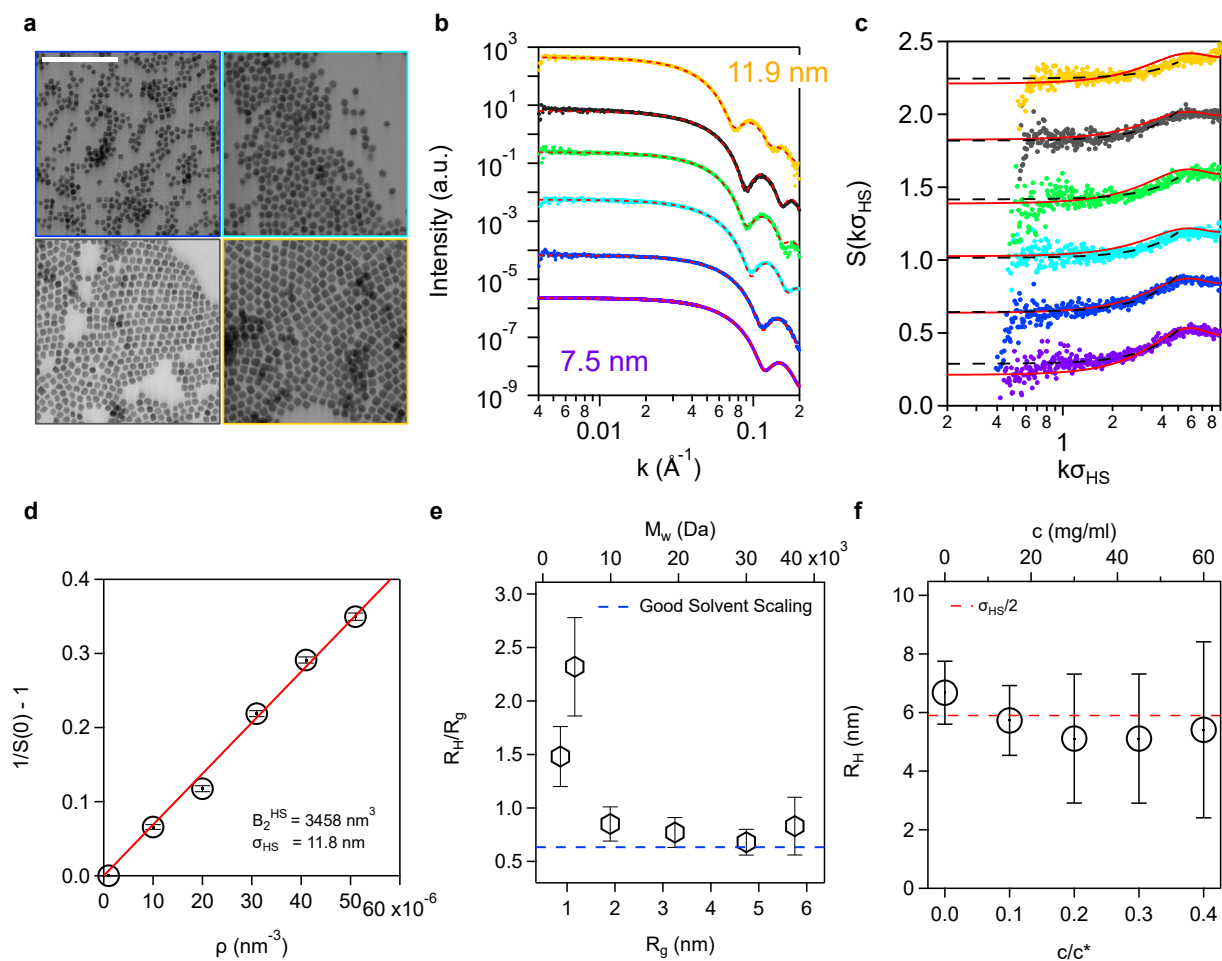 a
b
10³
10¹
10⁻¹
10⁻³
10⁻⁵
10⁻⁷
10⁻⁹
Intensity (a.u.)
11.9 nm
7.5 nm
4 6 8 2 4 6 8 2
0.01 0.1
k (Å⁻¹)
c
2.5
2.0
1.5
1.0
0.5
0.0
S(kσ_HS)
2 4 6 8 2 4 6 8
1
kσ_HS
d
0.4
0.3
0.2
0.1
0.0
1/S(0) - 1
B₂^HS = 3458 nm³
σ_HS = 11.8 nm
0 10 20 30 40 50 60 x10⁻⁶
ρ (nm⁻³)
e
M_w (Da)
0 10 20 30 40 x10³
3.0
2.5
2.0
1.5
1.0
0.5
R_H/R_g
Good Solvent Scaling
1 2 3 4 5 6
R_g (nm)
f
c (mg/ml)
0 15 30 45 60
10
8
6
4
2
0
R_H (nm)
σ_HS/2
0.0 0.1 0.2 0.3 0.4
c/c*